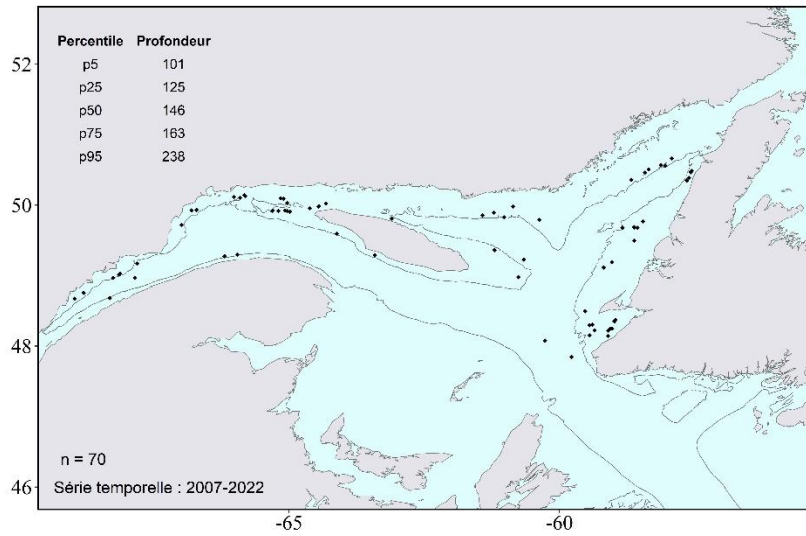 Percentile Profondeur
p5 101
p25 125
p50 146
p75 163
p95 238
52
50
48
46
n = 70
Série temporelle : 2007-2022
-65 -60